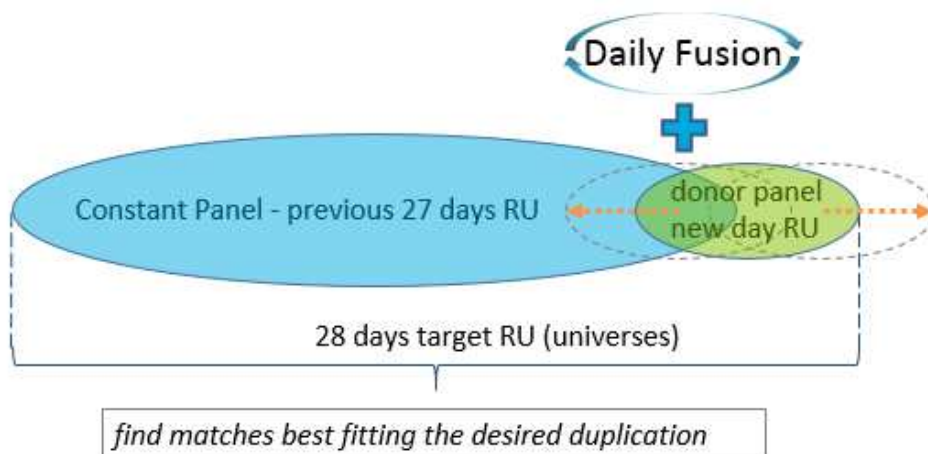 Daily Fusion
donor panel
Constant Panel - previous 27 days RU
new day RU
28 days target RU (universes)
find matches best fitting the desired duplication